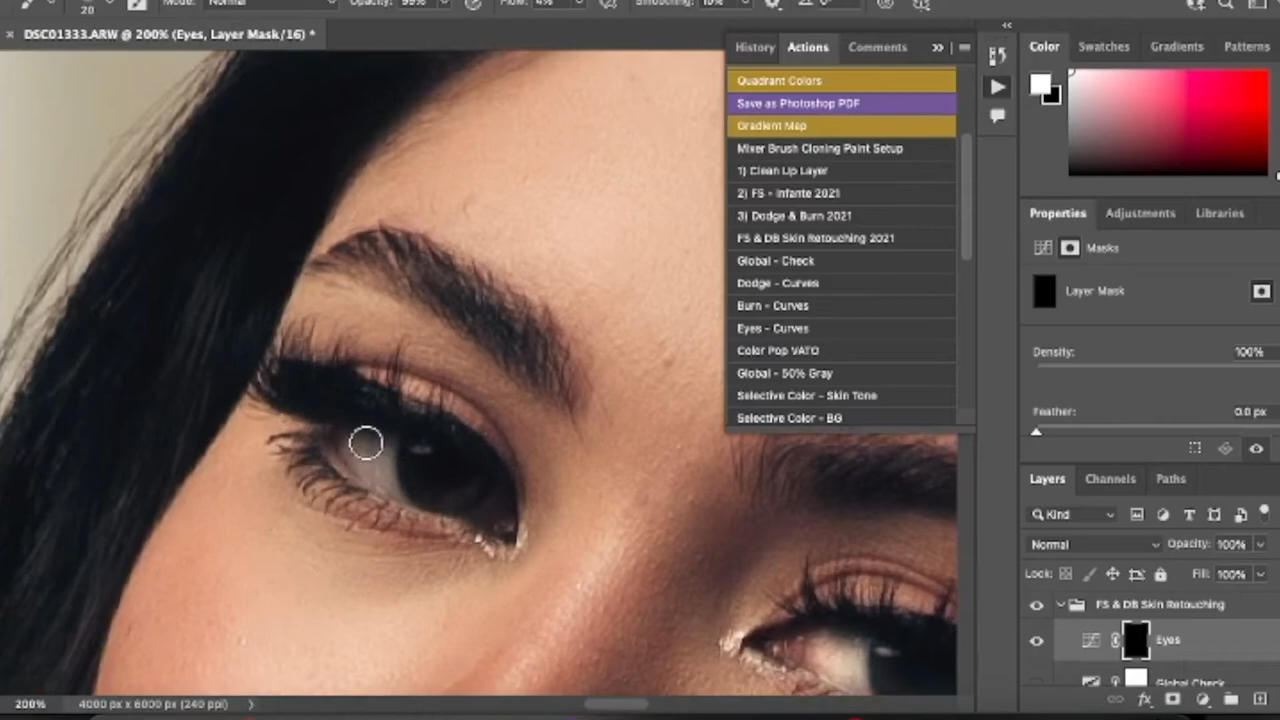 20 Mode: Normal Opacity: 99% Flow: 4% Smoothing: 10%
DSC01333.ARW @ 200% (Eyes, Layer Mask/16) *
History Actions Comments
Quadrant Colors
Save as Photoshop PDF
Gradient Map
Mixer Brush Cloning Paint Setup
1) Clean Up Layer
2) FS - Infante 2021
3) Dodge & Burn 2021
FS & DB Skin Retouching 2021
Global - Check
Dodge - Curves
Burn - Curves
Eyes - Curves
Color Pop VATO
Global - 50% Gray
Selective Color - Skin Tone
Selective Color - BG
Color Swatches Gradients Patterns
Properties Adjustments Libraries
Masks
Layer Mask
Density: 100%
Feather: 0.0 px
Layers Channels Paths
Kind
Normal Opacity: 100%
Lock: Fill: 100%
FS & DB Skin Retouching
Eyes
Global Check
200% 4000 px x 6000 px (240 ppi)